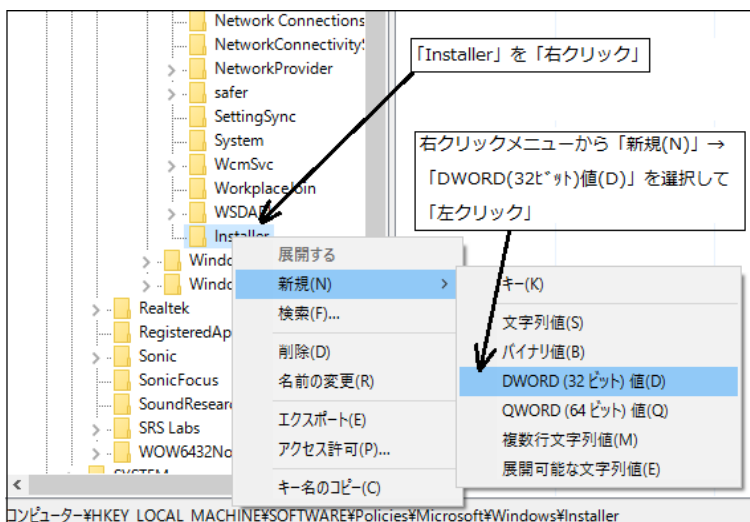 Network Connections
NetworkConnectivityS
NetworkProvider
safer
SettingSync
System
WcmSvc
WorkplaceJoin
WSDAPI
Installer
Windo
Windo
Realtek
RegisteredAp
Sonic
SonicFocus
SoundResearc
SRS Labs
WOW6432No
SYSTEM
「Installer」を「右クリック」
右クリックメニューから「新規(N)」→
「DWORD(32ビット)値(D)」を選択して
「左クリック」
展開する
新規(N)
検索(F)...
削除(D)
名前の変更(R)
エクスポート(E)
アクセス許可(P)...
キー名のコピー(C)
キー(K)
文字列値(S)
バイナリ値(B)
DWORD (32 ビット) 値(D)
QWORD (64 ビット) 値(Q)
複数行文字列値(M)
展開可能な文字列値(E)
コンピューター¥HKEY_LOCAL_MACHINE¥SOFTWARE¥Policies¥Microsoft¥Windows¥Installer